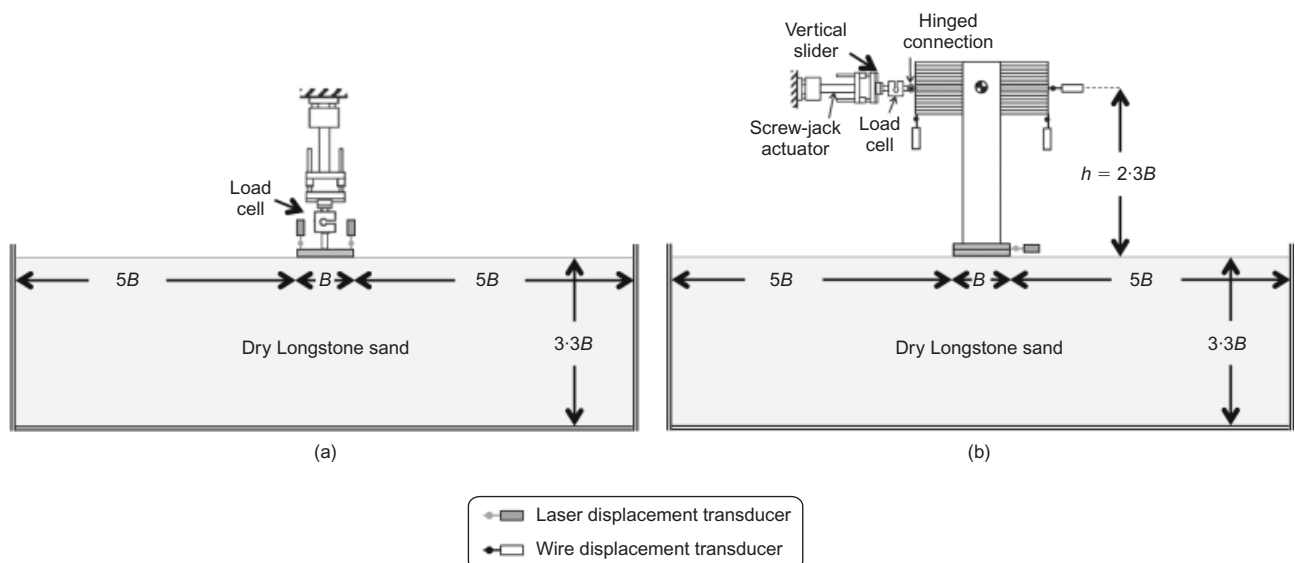 Load
cell
5B
B
5B
Dry Longstone sand
3·3B
(a)
Vertical
slider
Hinged
connection
Screw-jack
actuator
Load
cell
h = 2·3B
5B
B
5B
Dry Longstone sand
3·3B
(b)
Laser displacement transducer
Wire displacement transducer